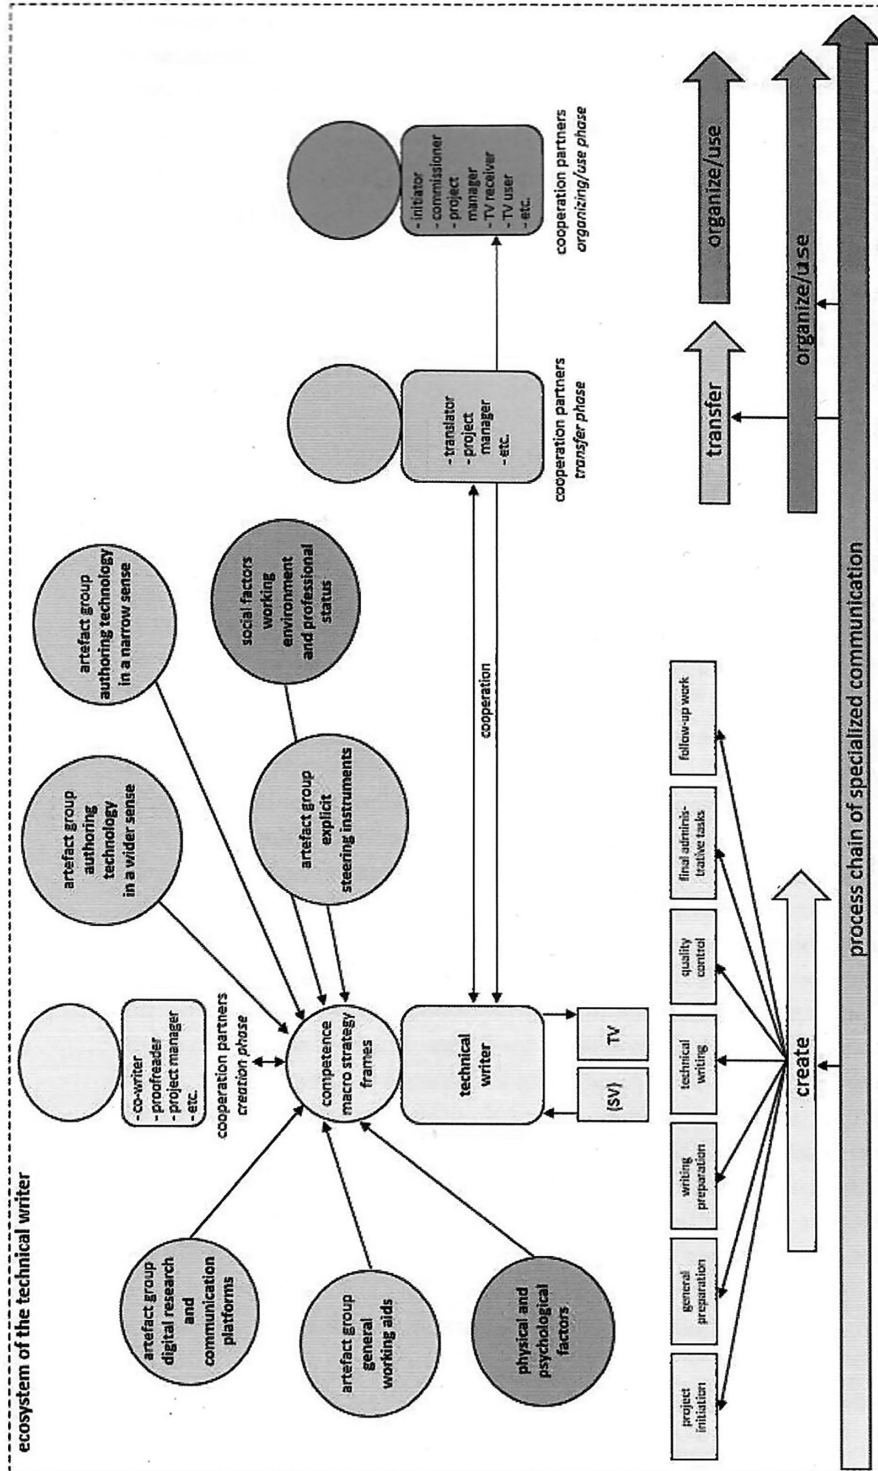 ecosystem of the technical writer
artefact group
digital research
and
communication
platforms
artefact group
general
working aids
physical and
psychological
factors
- co-writer
- proofreader
- project manager
- etc.
cooperation partners
creation phase
competence
macro strategy
frames
technical
writer
(SV)
TV
artefact group
authoring
technology
in a wider sense
artefact group
authoring technology
in a narrow sense
artefact group
explicit
steering instruments
social factors
working
environment
and professional
status
cooperation
- translator
- project
manager
- etc.
cooperation partners
transfer phase
- initiator
- commissioner
- project
manager
- TV receiver
- TV user
- etc.
cooperation partners
organizing/use phase
project
initiation
general
preparation
writing
preparation
technical
writing
quality
control
final adminis-
trative tasks
follow-up work
create
transfer
organize/use
organize/use
process chain of specialized communication